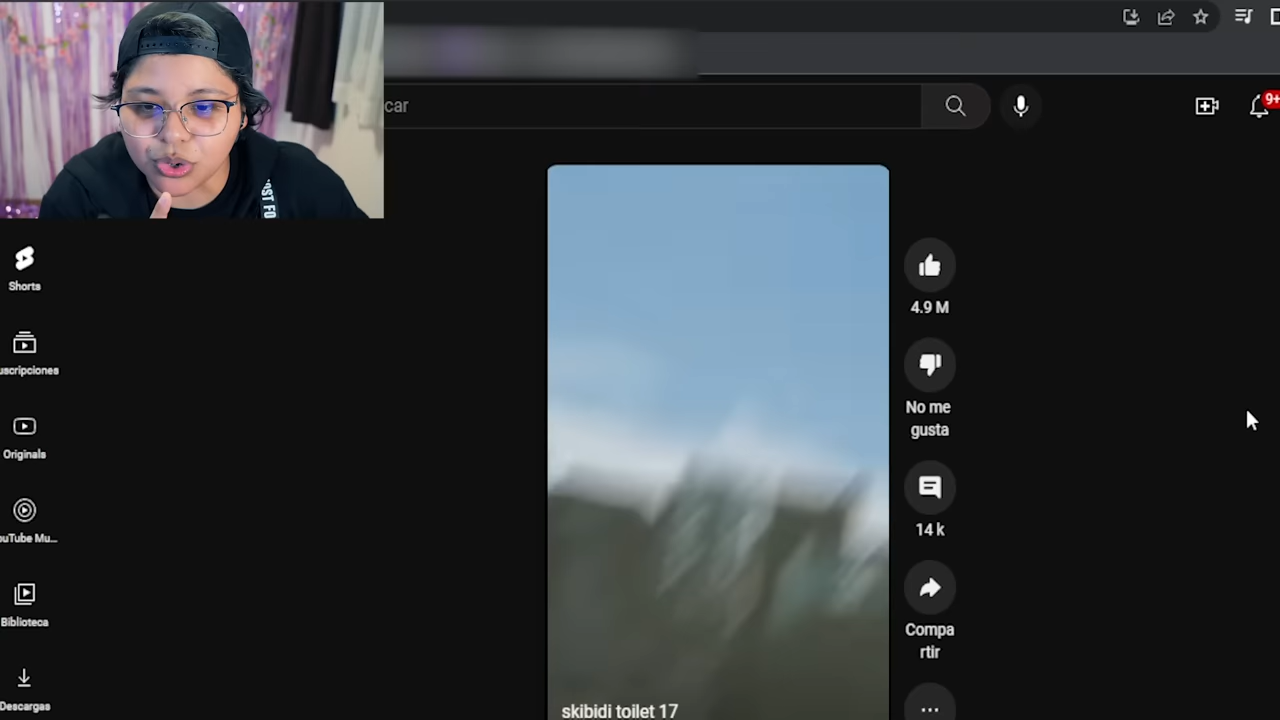 car
9+
Shorts
uscripciones
Originals
ouTube Mu...
Biblioteca
Descargas
4.9 M
No me
gusta
14 k
Compa
rtir
skibidi toilet 17